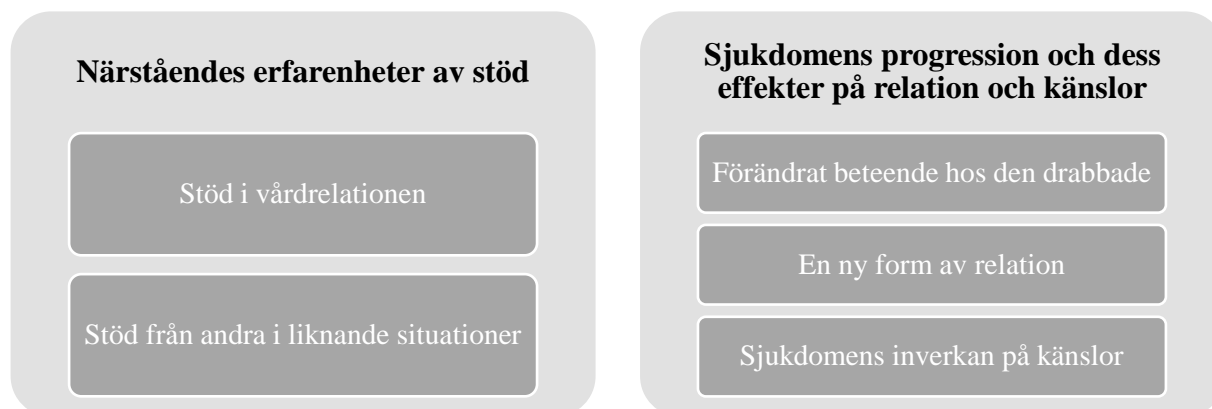 Närståendes erfarenheter av stöd
Stöd i vårdrelationen
Stöd från andra i liknande situationer
Sjukdomens progression och dess
effekter på relation och känslor
Förändrat beteende hos den drabbade
En ny form av relation
Sjukdomens inverkan på känslor